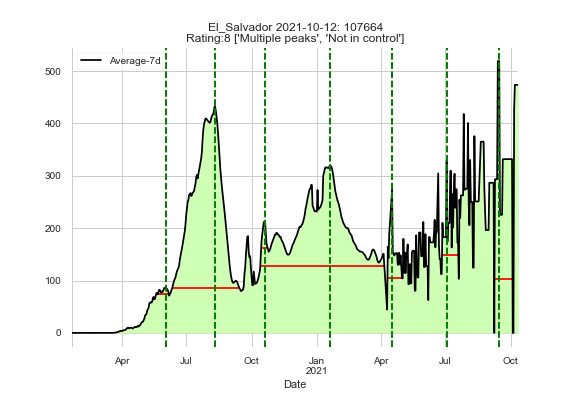 El_Salvador 2021-10-12: 107664
Rating:8 ['Multiple peaks', 'Not in control']
Average-7d
500
400
300
200
100
0
Apr
Jul
Oct
Jan
2021
Apr
Jul
Oct
Date